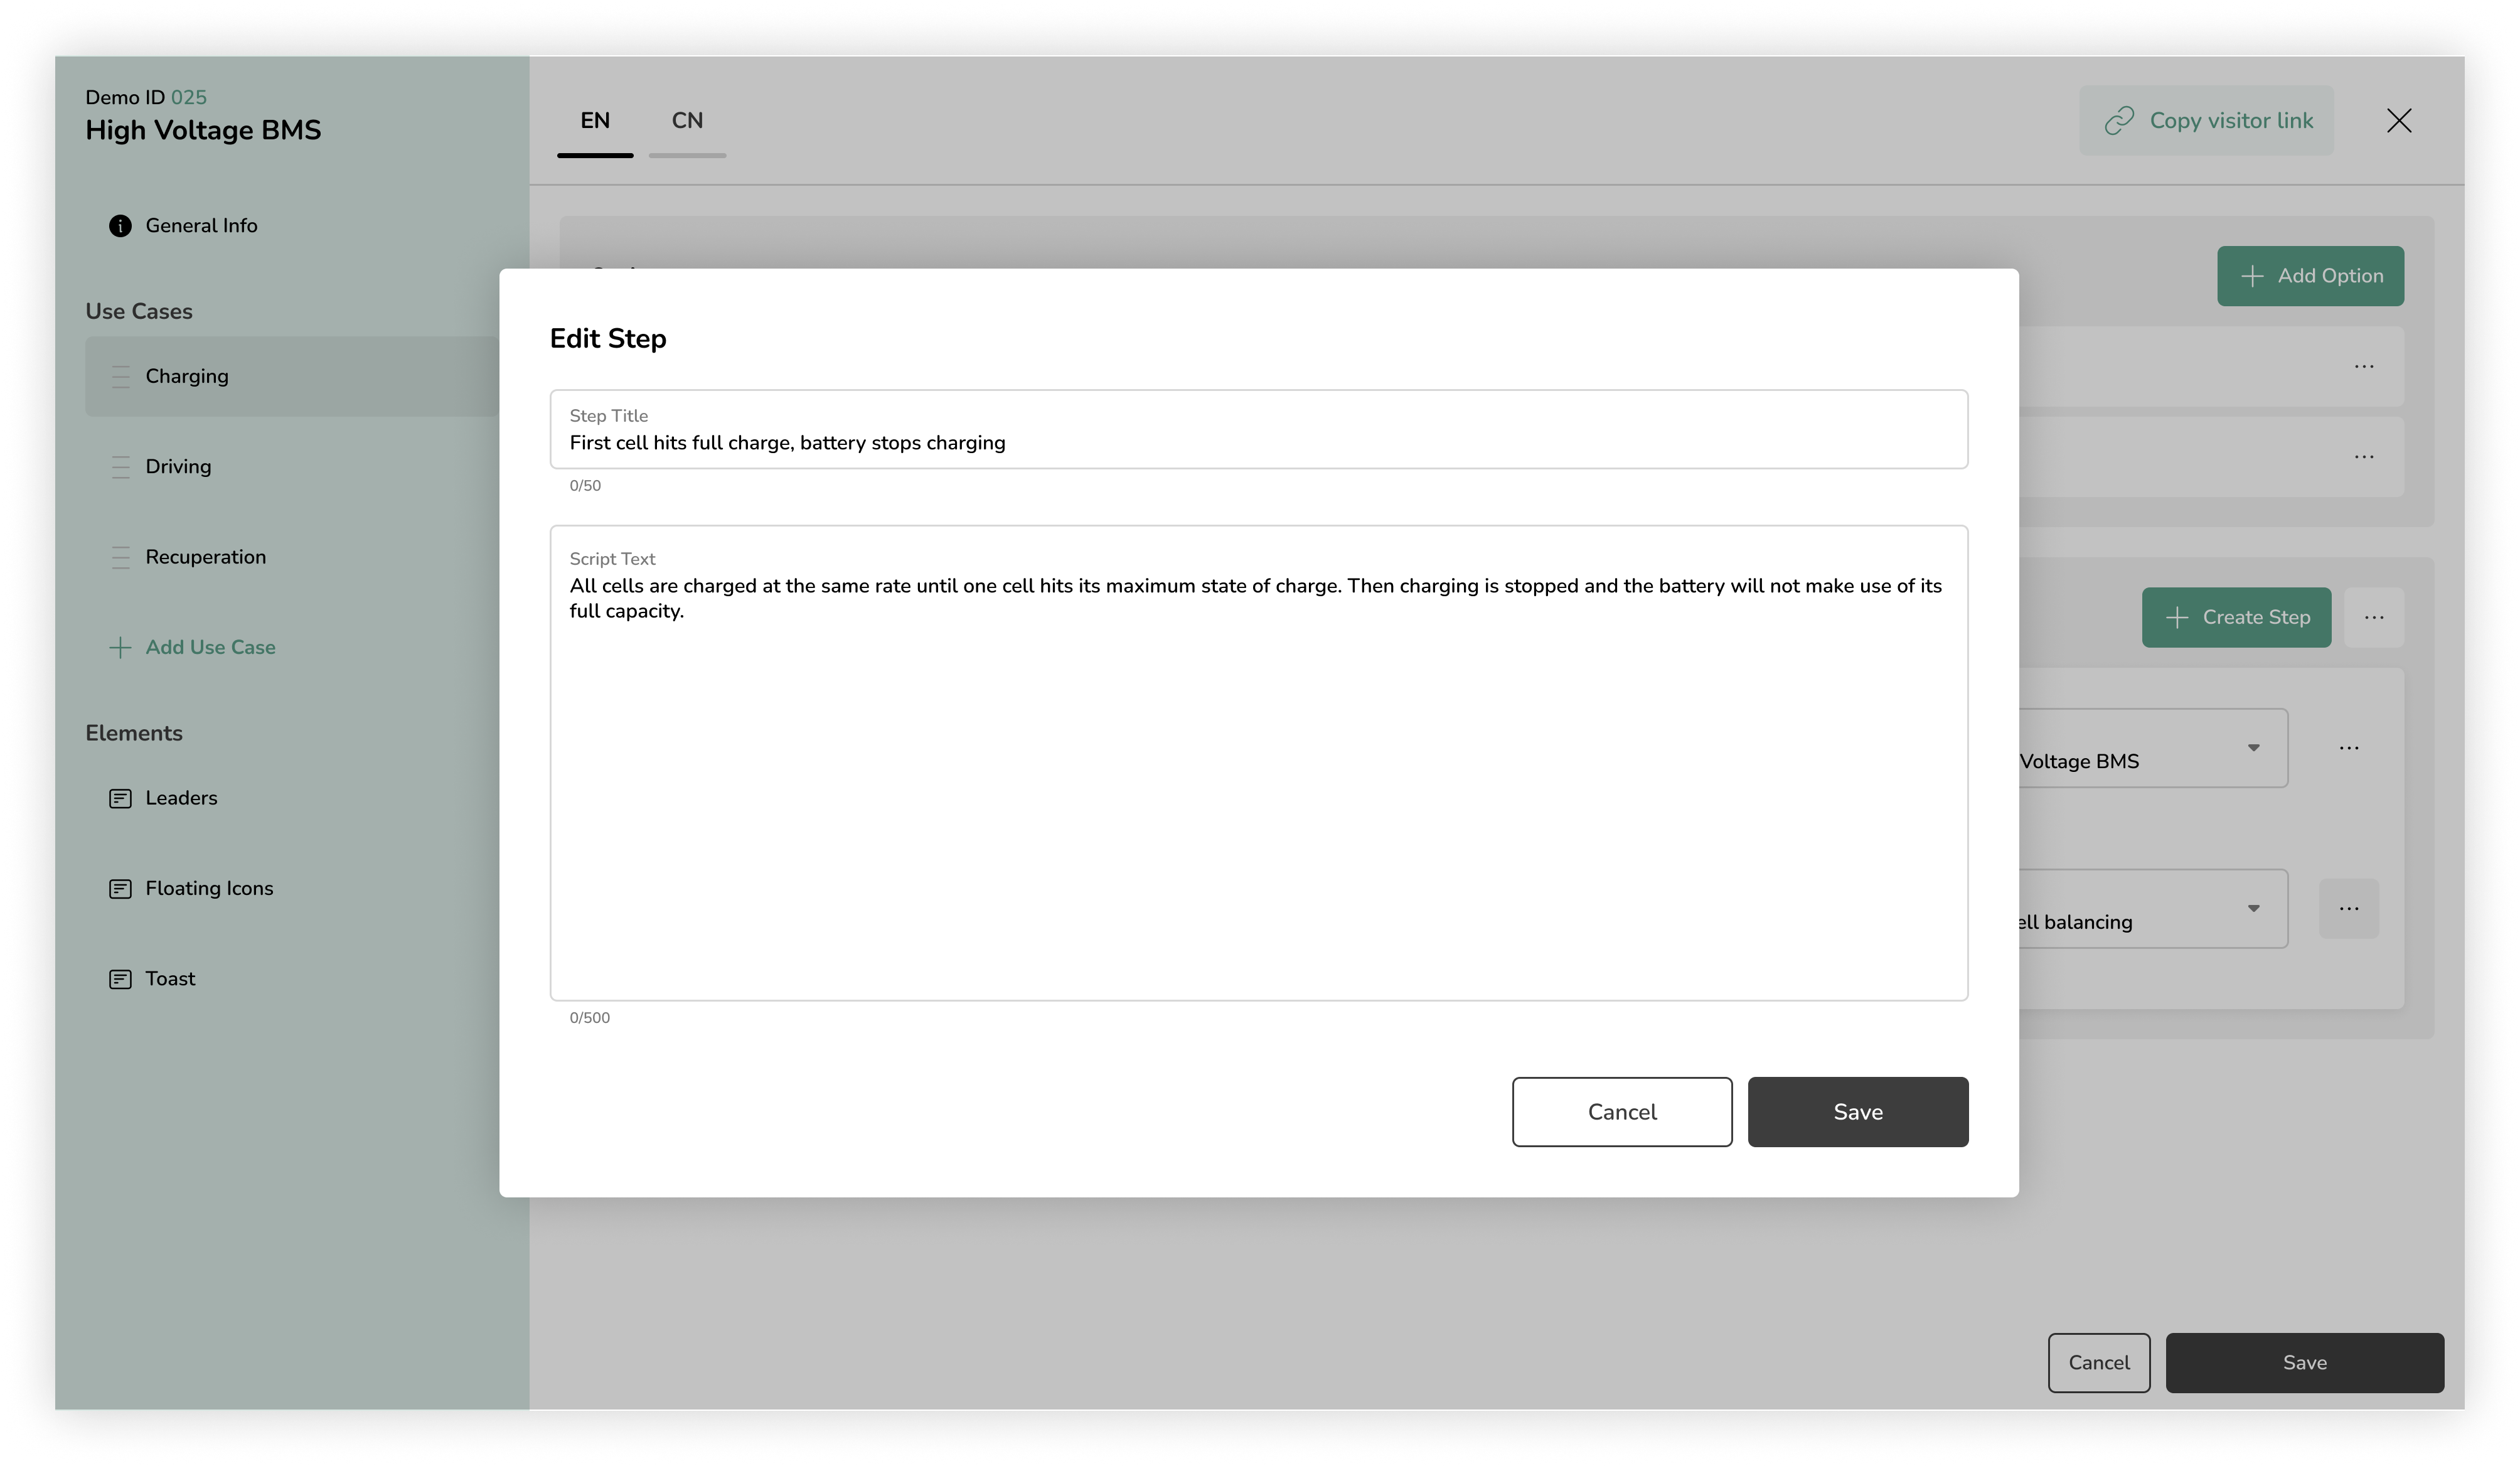 Demo ID 025
High Voltage BMS
General Info
Use Cases
Charging
Driving
Recuperation
Add Use Case
Elements
Leaders
Floating Icons
Toast
EN
CN
Copy visitor link
Add Option
Create Step
Voltage BMS
ell balancing
Edit Step
Step Title
First cell hits full charge, battery stops charging
0/50
Script Text
All cells are charged at the same rate until one cell hits its maximum state of charge. Then charging is stopped and the battery will not make use of its
full capacity.
0/500
Cancel
Save
Cancel
Save